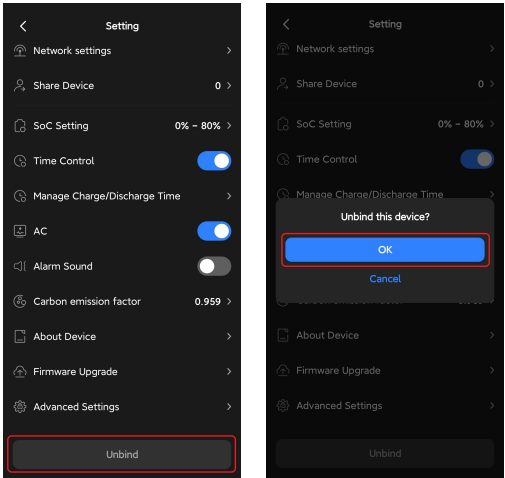 Setting
Network settings
Share Device 0
SoC Setting 0% – 80%
Time Control
Manage Charge/Discharge Time
AC
Alarm Sound
Carbon emission factor 0.959
About Device
Firmware Upgrade
Advanced Settings
Unbind
Setting
Network settings
Share Device 0
SoC Setting 0% – 80%
Time Control
Manage Charge/Discharge Time
Unbind this device?
OK
Cancel
About Device
Firmware Upgrade
Advanced Settings
Unbind